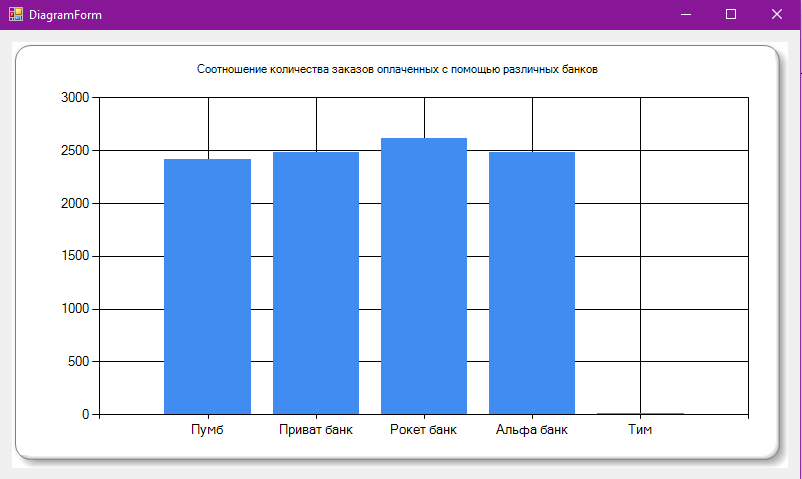 DiagramForm
Соотношение количества заказов оплаченных с помощью различных банков
3000
2500
2000
1500
1000
500
0
Пумб Приват банк Рокет банк Альфа банк Тим